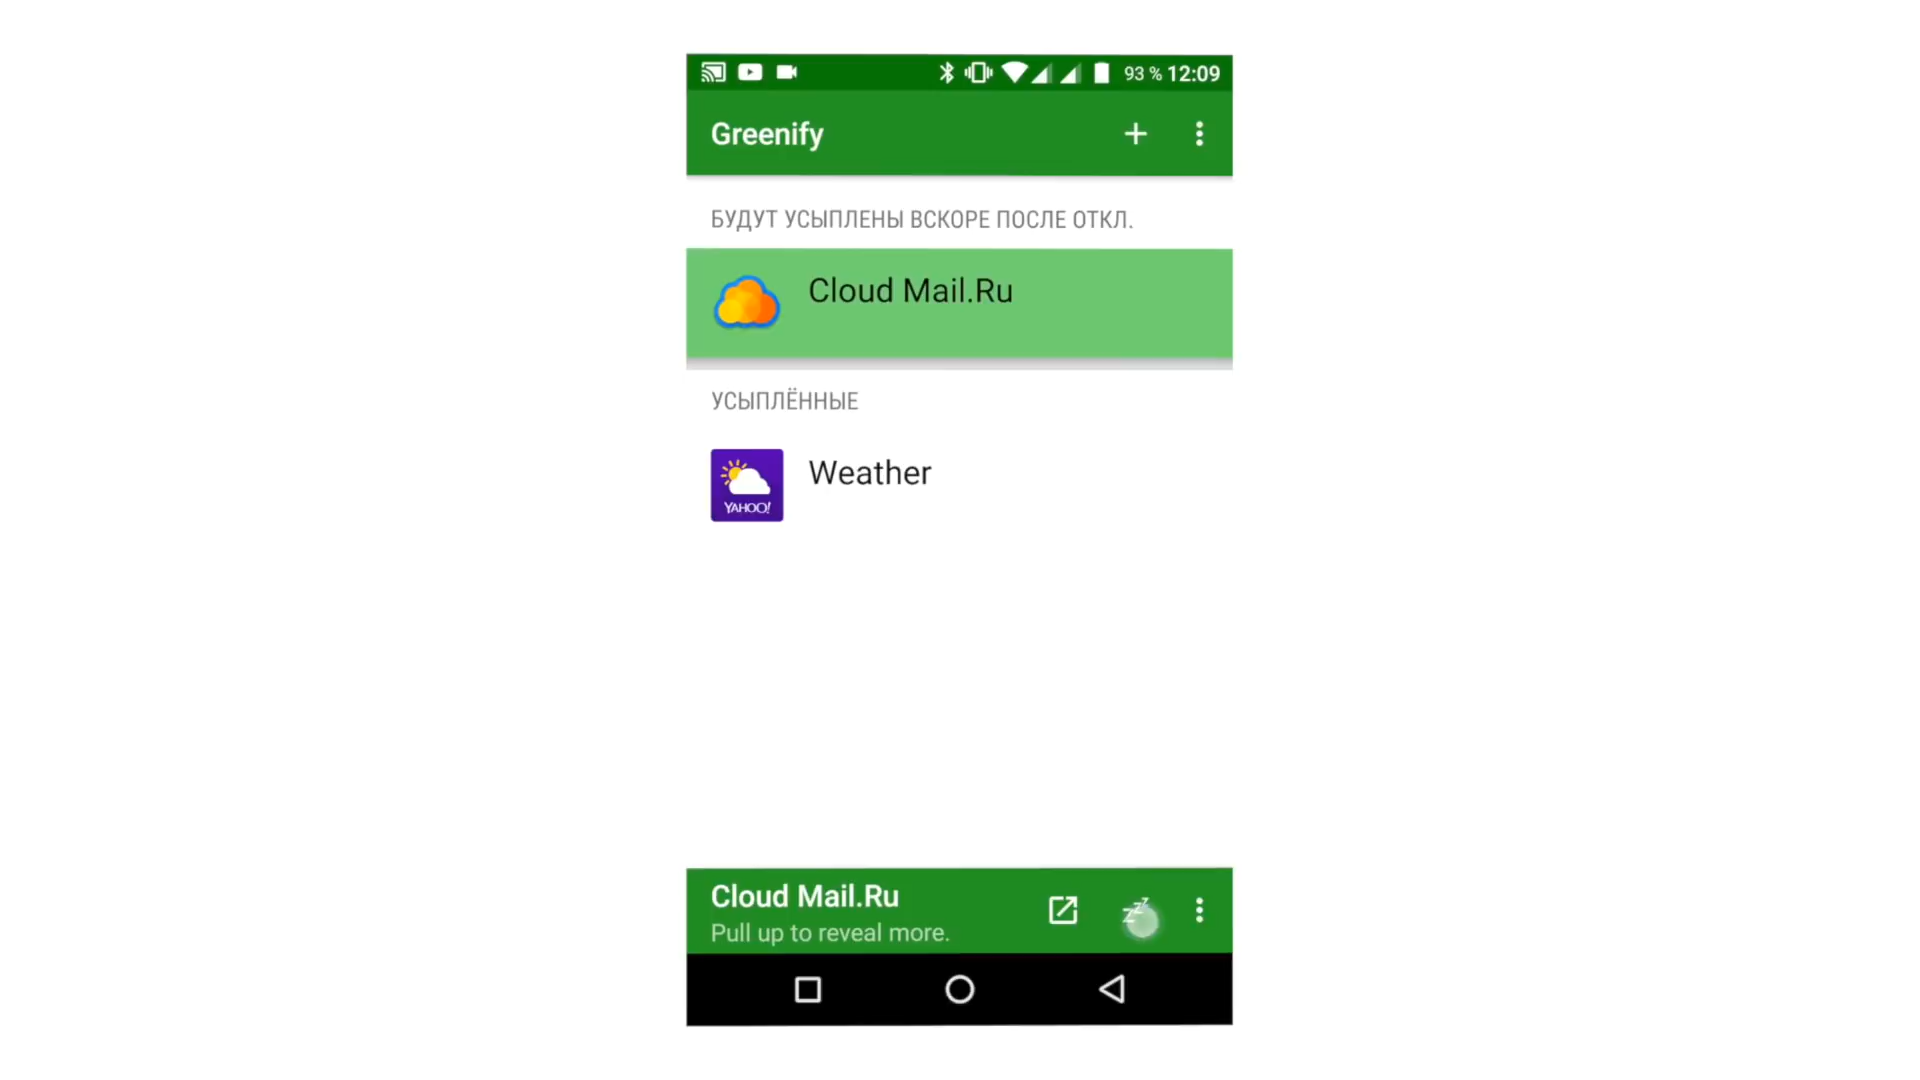 93 % 12:09
Greenify
БУДУТ УСЫПЛЕНЫ ВСКОРЕ ПОСЛЕ ОТКЛ.
Cloud Mail.Ru
УСЫПЛЁННЫЕ
Weather
YAHOO!
Cloud Mail.Ru
Pull up to reveal more.
zzz